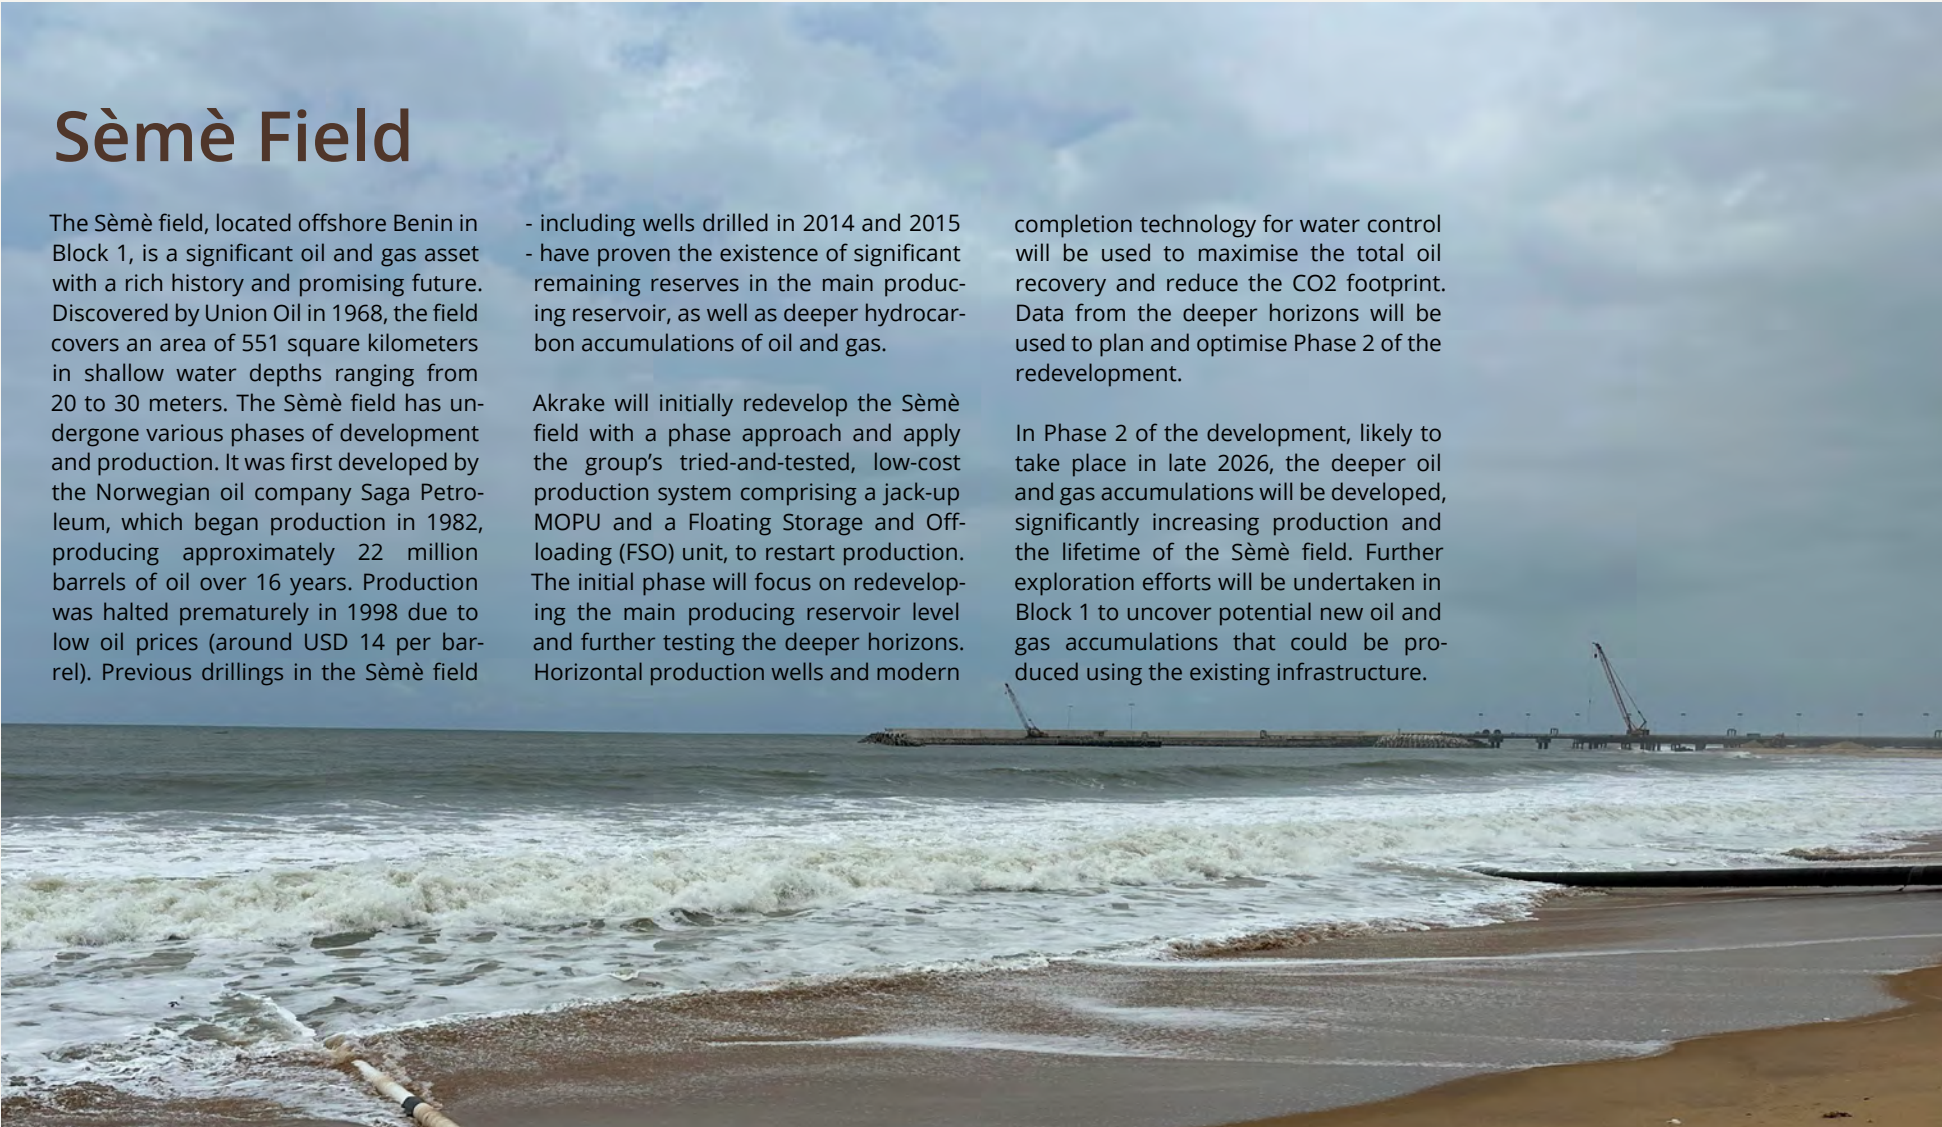 Sèmè Field
The Sèmè field, located offshore Benin in
Block 1, is a significant oil and gas asset
with a rich history and promising future.
Discovered by Union Oil in 1968, the field
covers an area of 551 square kilometers
in shallow water depths ranging from
20 to 30 meters. The Sèmè field has un-
dergone various phases of development
and production. It was first developed by
the Norwegian oil company Saga Petro-
leum, which began production in 1982,
producing approximately 22 million
barrels of oil over 16 years. Production
was halted prematurely in 1998 due to
low oil prices (around USD 14 per bar-
rel). Previous drillings in the Sèmè field
- including wells drilled in 2014 and 2015
- have proven the existence of significant
remaining reserves in the main produc-
ing reservoir, as well as deeper hydrocar-
bon accumulations of oil and gas.
Akrake will initially redevelop the Sèmè
field with a phase approach and apply
the group’s tried-and-tested, low-cost
production system comprising a jack-up
MOPU and a Floating Storage and Off-
loading (FSO) unit, to restart production.
The initial phase will focus on redevelop-
ing the main producing reservoir level
and further testing the deeper horizons.
Horizontal production wells and modern
completion technology for water control
will be used to maximise the total oil
recovery and reduce the CO2 footprint.
Data from the deeper horizons will be
used to plan and optimise Phase 2 of the
redevelopment.
In Phase 2 of the development, likely to
take place in late 2026, the deeper oil
and gas accumulations will be developed,
significantly increasing production and
the lifetime of the Sèmè field. Further
exploration efforts will be undertaken in
Block 1 to uncover potential new oil and
gas accumulations that could be pro-
duced using the existing infrastructure.